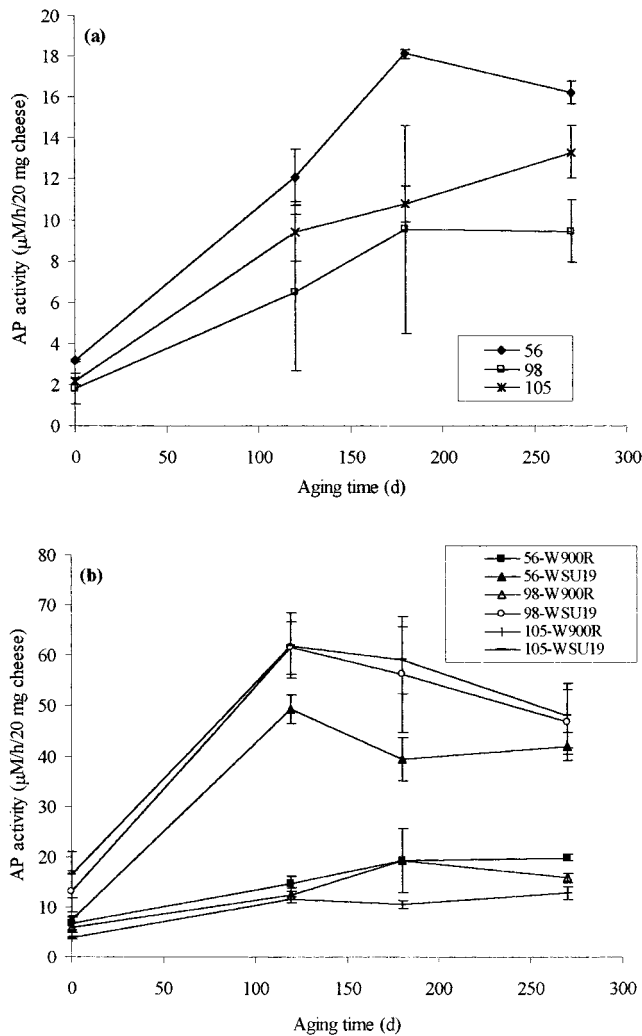 (a)
AP activity (µM/h/20 mg cheese)
20
18
16
14
12
10
8
6
4
2
0
56
98
105
0 50 100 150 200 250 300
Aging time (d)
(b)
AP activity (µM/h/20 mg cheese)
80
70
60
50
40
30
20
10
0
56-W900R
56-WSU19
98-W900R
98-WSU19
105-W900R
105-WSU19
0 50 100 150 200 250 300
Aging time (d)